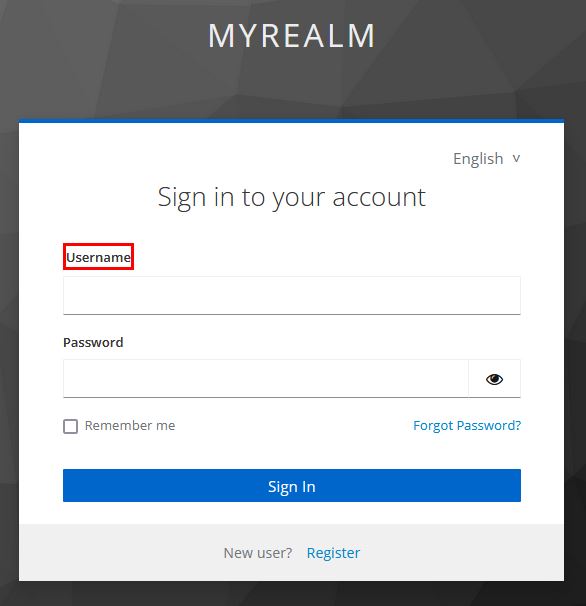 MYREALM
English
Sign in to your account
Username
Password
Remember me
Forgot Password?
Sign In
New user? Register